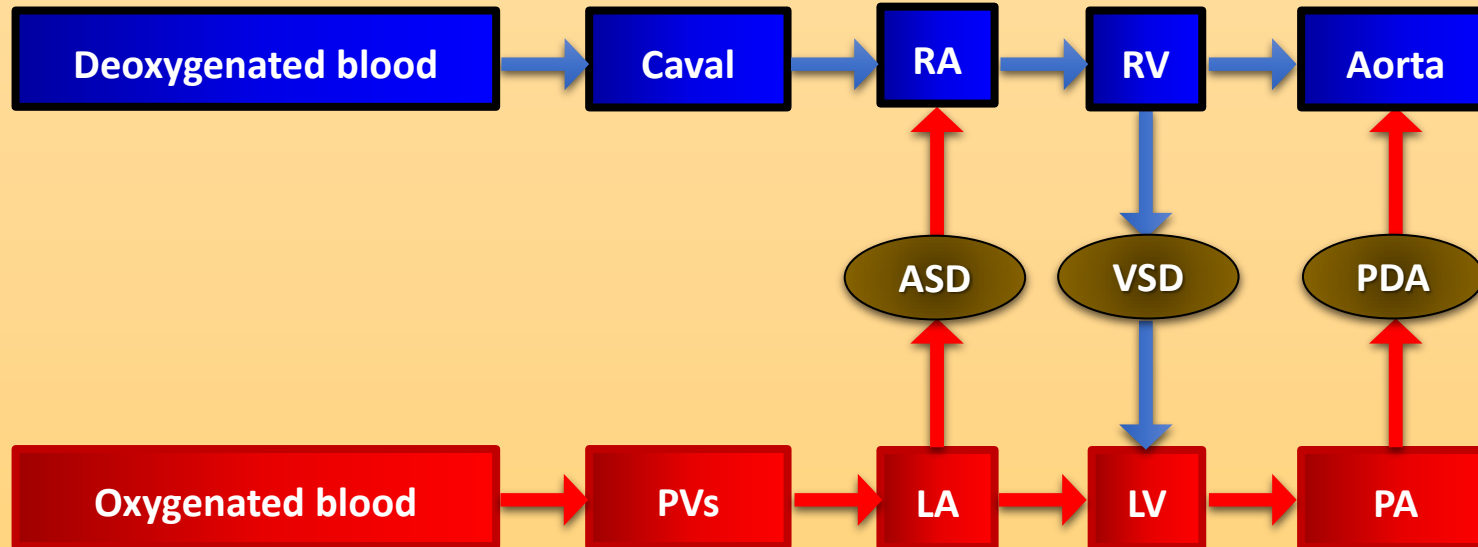 Deoxygenated blood
Caval
RA
RV
Aorta
ASD
VSD
PDA
Oxygenated blood
PVs
LA
LV
PA